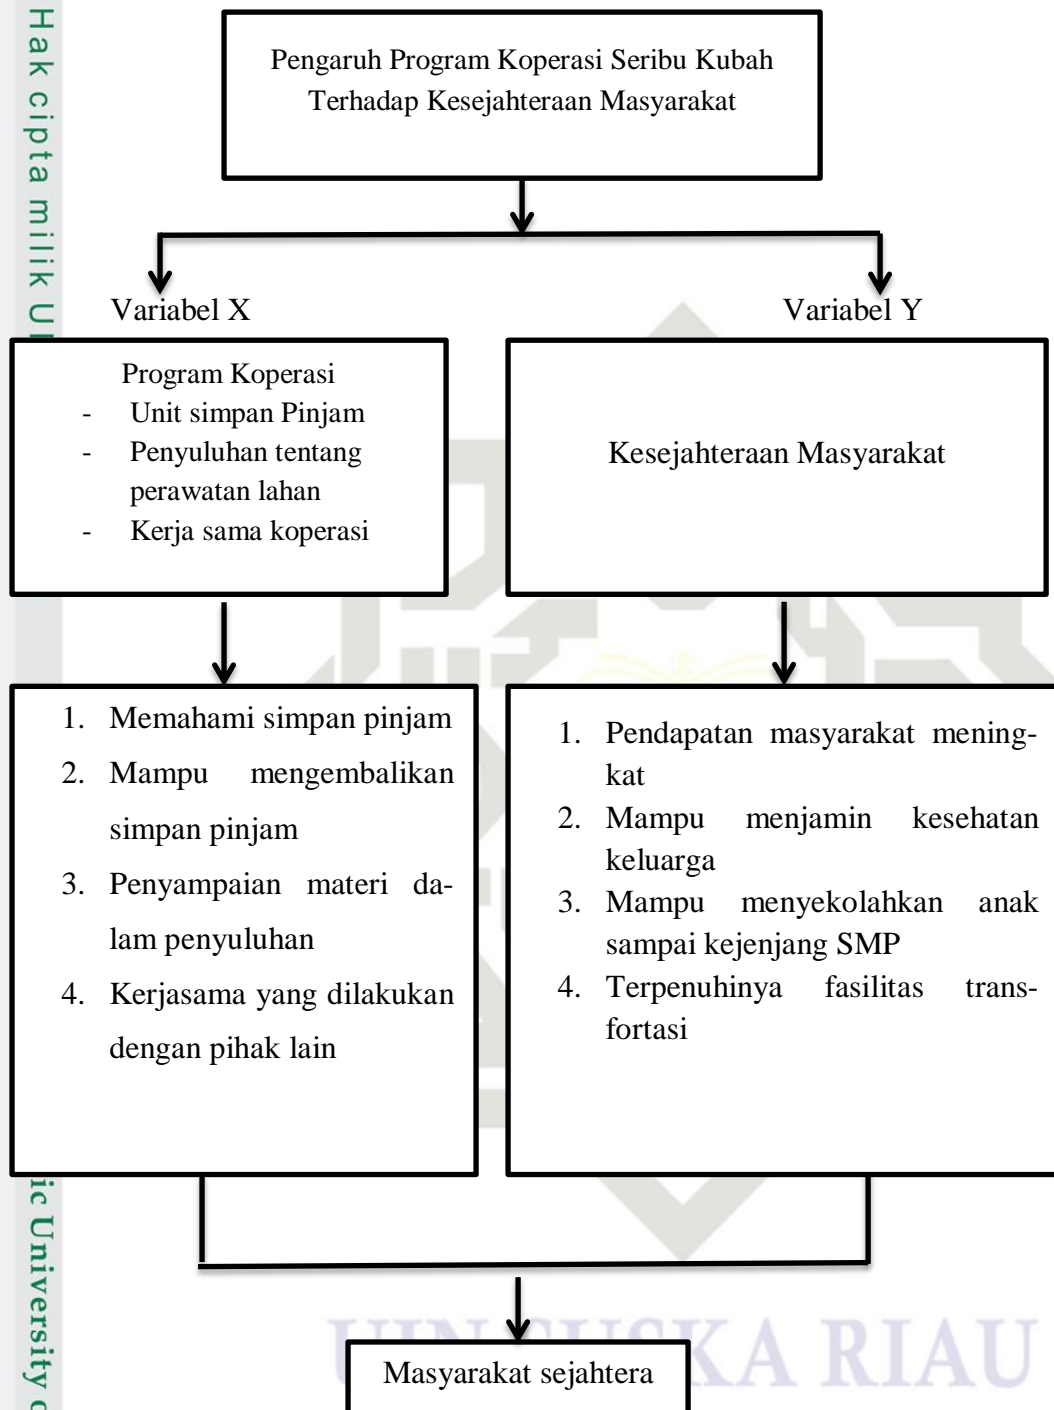 Hak cipta milik U
Pengaruh Program Koperasi Seribu Kubah
Terhadap Kesejahteraan Masyarakat
Variabel X
Variabel Y
Program Koperasi
- Unit simpan Pinjam
- Penyuluhan tentang
perawatan lahan
- Kerja sama koperasi
Kesejahteraan Masyarakat
1. Memahami simpan pinjam
2. Mampu mengembalikan
simpan pinjam
3. Penyampaian materi da-
lam penyuluhan
4. Kerjasama yang dilakukan
dengan pihak lain
1. Pendapatan masyarakat mening-
kat
2. Mampu menjamin kesehatan
keluarga
3. Mampu menyekolahkan anak
sampai kejenjang SMP
4. Terpenuhinya fasilitas trans-
fortasi
ic University
UIN SUSKA RIAU
Masyarakat sejahtera